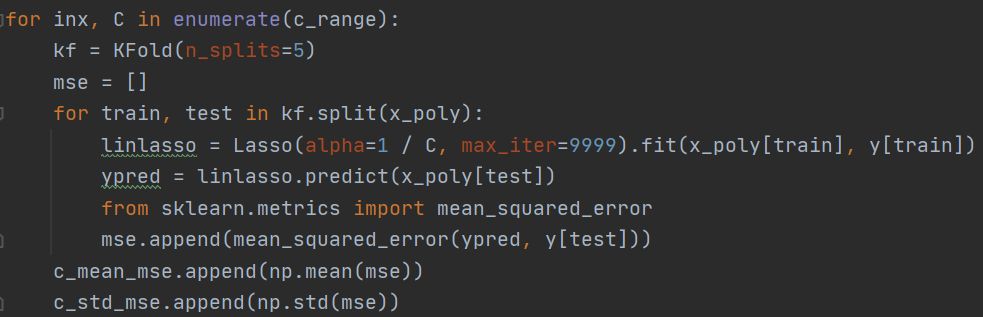 for inx, C in enumerate(c_range):
    kf = KFold(n_splits=5)
    mse = []
    for train, test in kf.split(x_poly):
        linlasso = Lasso(alpha=1 / C, max_iter=9999).fit(x_poly[train], y[train])
        ypred = linlasso.predict(x_poly[test])
        from sklearn.metrics import mean_squared_error
        mse.append(mean_squared_error(ypred, y[test]))
    c_mean_mse.append(np.mean(mse))
    c_std_mse.append(np.std(mse))